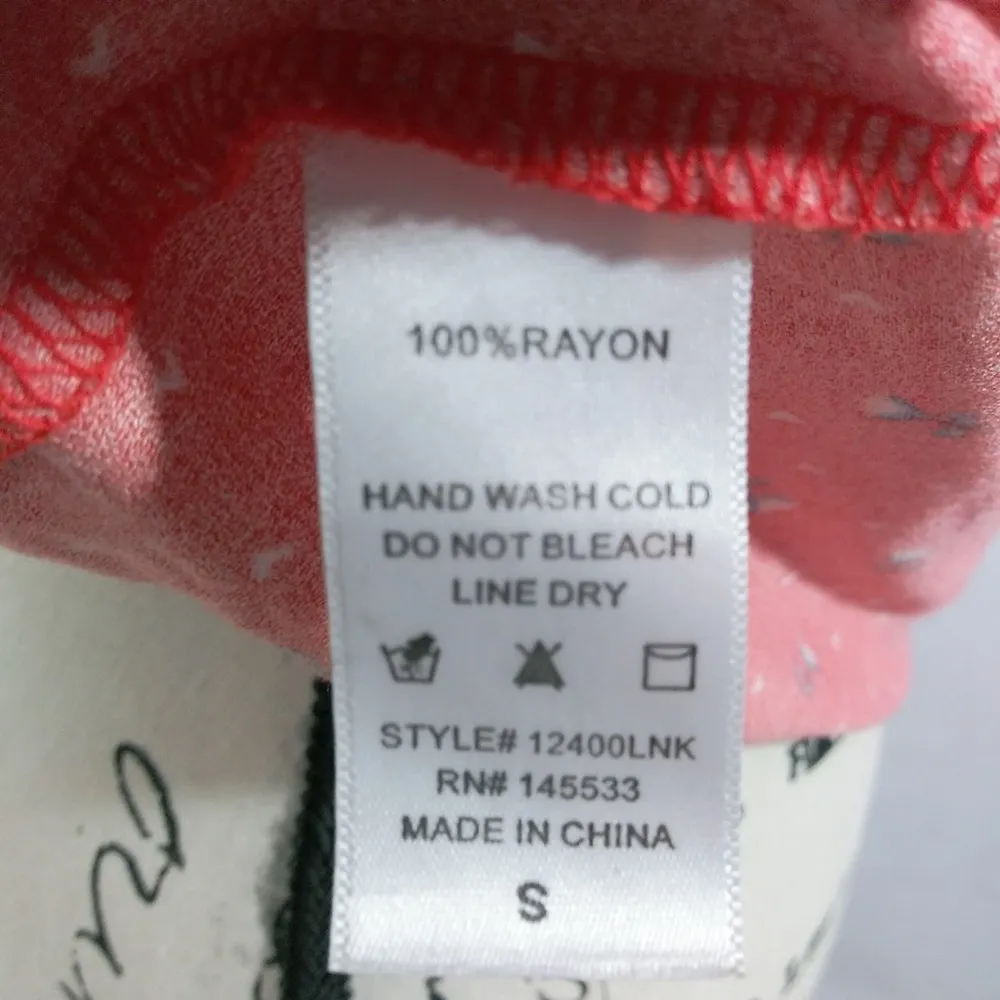 100%RAYON
HAND WASH COLD
DO NOT BLEACH
LINE DRY
STYLE# 12400LNK
RN# 145533
MADE IN CHINA
S